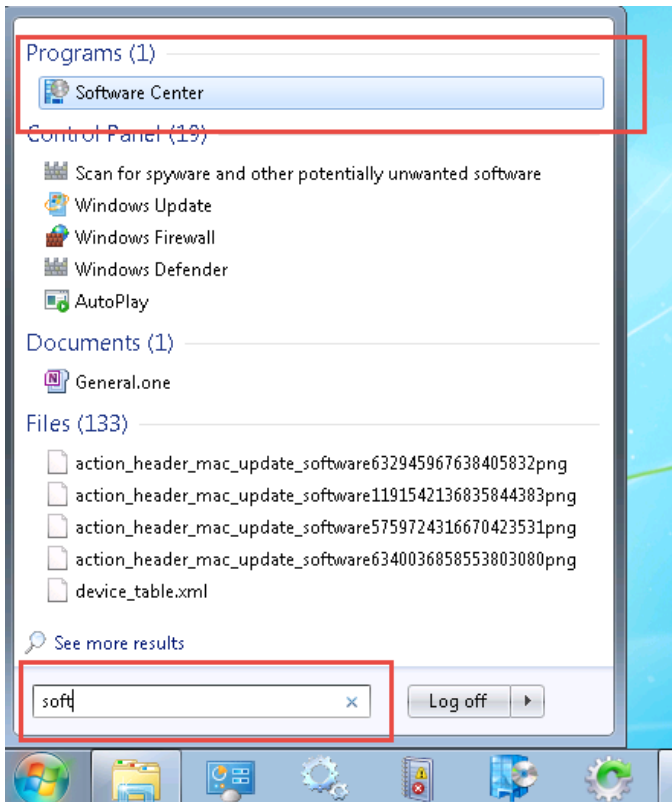 Programs (1)
Software Center
Control Panel (19)
Scan for spyware and other potentially unwanted software
Windows Update
Windows Firewall
Windows Defender
AutoPlay
Documents (1)
General.one
Files (133)
action_header_mac_update_software632945967638405832png
action_header_mac_update_software1191542136835844383png
action_header_mac_update_software5759724316670423531png
action_header_mac_update_software6340036858553803080png
device_table.xml
See more results
soft
Log off